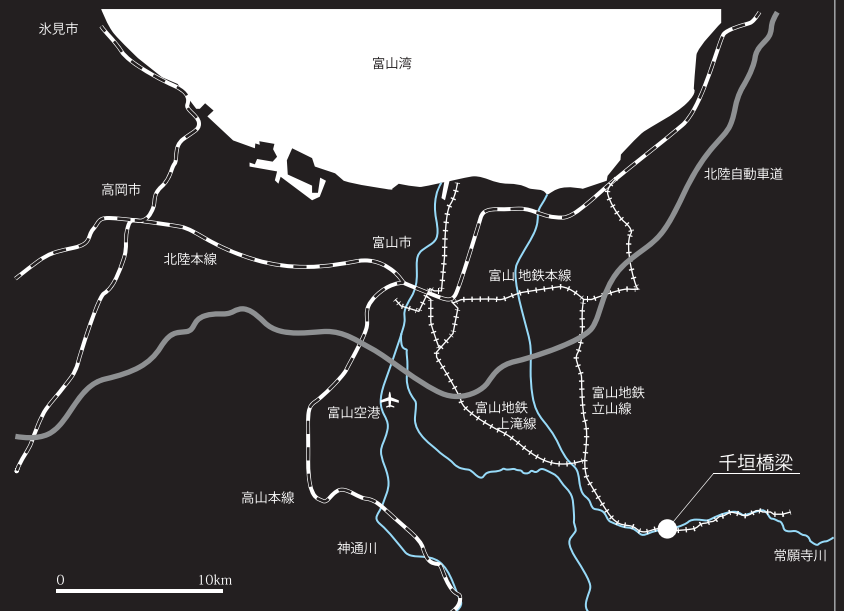 氷見市
富山湾
北陸自動車道
高岡市
富山市
北陸本線
富山地鉄本線
富山地鉄
立山線
富山空港
富山地鉄
上滝線
千垣橋梁
高山本線
神通川
常願寺川
0 10km